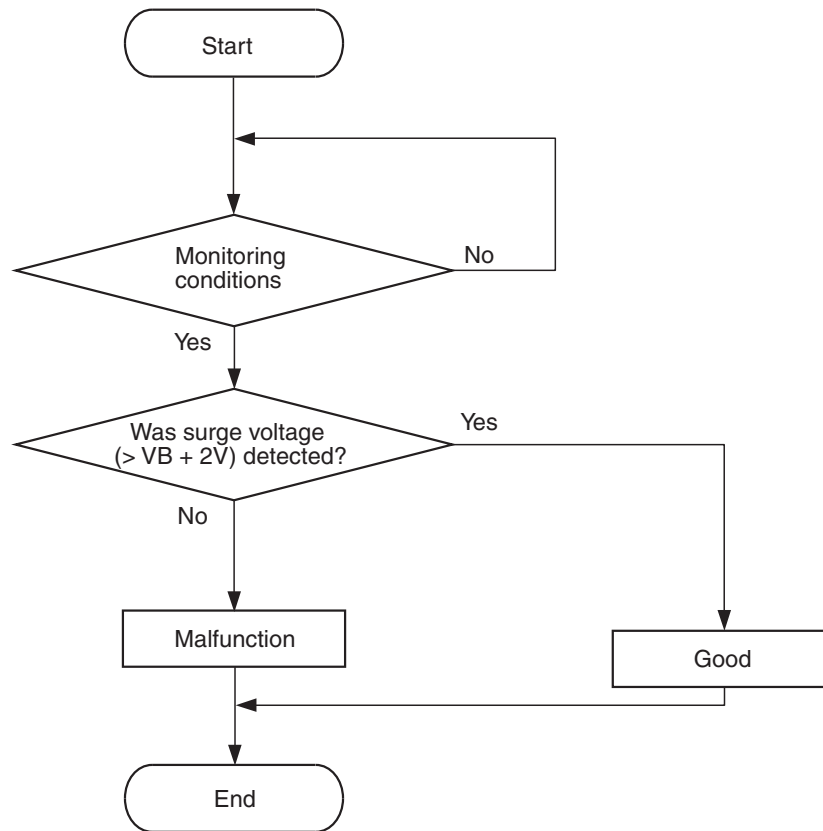 Start
Monitoring
conditions
No
Yes
Was surge voltage
(> VB + 2V) detected?
Yes
No
Malfunction
Good
End